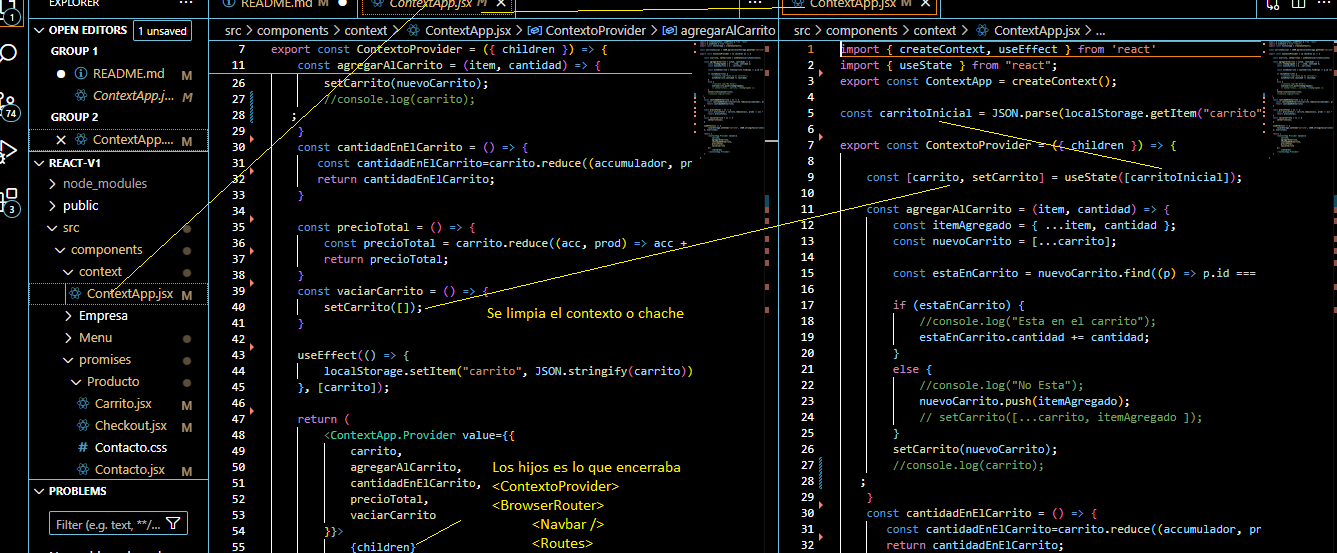 EXPLORER
OPEN EDITORS 1 unsaved
GROUP 1
README.md M
ContextApp.j... M
GROUP 2
ContextApp.... M
REACT-V1
node_modules
public
src
components
context
ContextApp.jsx M
Empresa
Menu
promises
Producto
Carrito.jsx M
Checkout.jsx M
# Contacto.css
Contacto.jsx M
PROBLEMS
Filter (e.g. text, **/...
1
74
3
README.md M
ContextApp.jsx M
src > components > context > ContextApp.jsx > ContextoProvider > agregarAlCarrito
7 export const ContextoProvider = ({ children }) => {
11 const agregarAlCarrito = (item, cantidad) => {
26 setCarrito(nuevoCarrito);
27 //console.log(carrito);
28 ;
29 }
30 const cantidadEnElCarrito = () => {
31 const cantidadEnElCarrito=carrito.reduce((accumulador, pr
32 return cantidadEnElCarrito;
33 }
34
35 const precioTotal = () => {
36 const precioTotal = carrito.reduce((acc, prod) => acc +
37 return precioTotal;
38 }
39 const vaciarCarrito = () => {
40 setCarrito([]);
41 }
42
43 useEffect(() => {
44 localStorage.setItem("carrito", JSON.stringify(carrito))
45 }, [carrito]);
46
47 return (
48 <ContextApp.Provider value={{
49 carrito,
50 agregarAlCarrito,
51 cantidadEnElCarrito,
52 precioTotal,
53 vaciarCarrito
54 }}>
55 {children}
Se limpia el contexto o chache
Los hijos es lo que encerraba
<ContextoProvider>
<BrowserRouter>
<Navbar />
<Routes>
ContextApp.jsx M
src > components > context > ContextApp.jsx > ...
1 import { createContext, useEffect } from 'react'
2 import { useState } from "react";
3 export const ContextApp = createContext();
4
5 const carritoInicial = JSON.parse(localStorage.getItem("carrito"
6
7 export const ContextoProvider = ({ children }) => {
8
9 const [carrito, setCarrito] = useState([carritoInicial]);
10
11 const agregarAlCarrito = (item, cantidad) => {
12 const itemAgregado = { ...item, cantidad };
13 const nuevoCarrito = [...carrito];
14
15 const estaEnCarrito = nuevoCarrito.find((p) => p.id ===
16
17 if (estaEnCarrito) {
18 //console.log("Esta en el carrito");
19 estaEnCarrito.cantidad += cantidad;
20 }
21 else {
22 //console.log("No Esta");
23 nuevoCarrito.push(itemAgregado);
24 // setCarrito([...carrito, itemAgregado ]);
25 }
26 setCarrito(nuevoCarrito);
27 //console.log(carrito);
28 ;
29 }
30 const cantidadEnElCarrito = () => {
31 const cantidadEnElCarrito=carrito.reduce((accumulador, pr
32 return cantidadEnElCarrito;